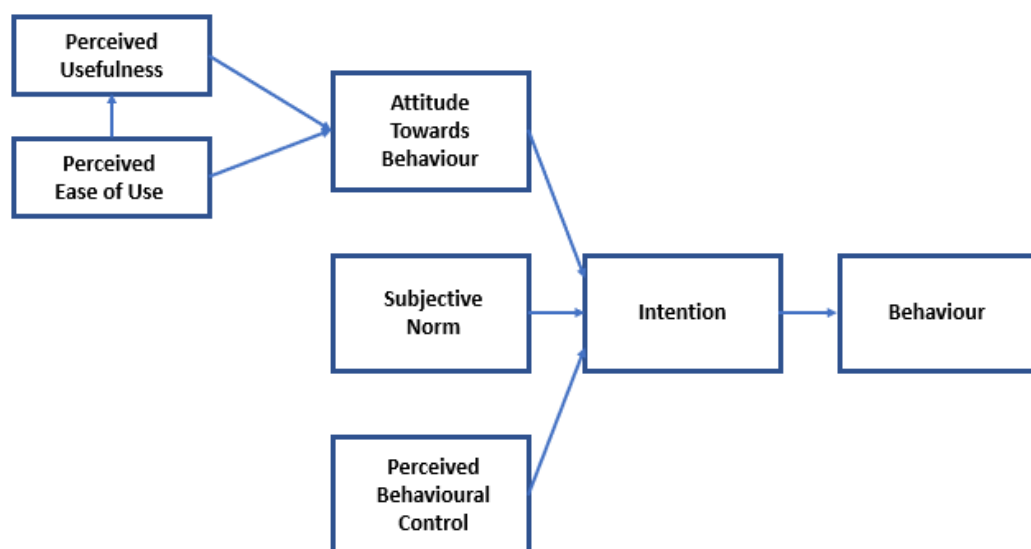 Perceived
Usefulness
Perceived
Ease of Use
Attitude
Towards
Behaviour
Subjective
Norm
Intention
Behaviour
Perceived
Behavioural
Control